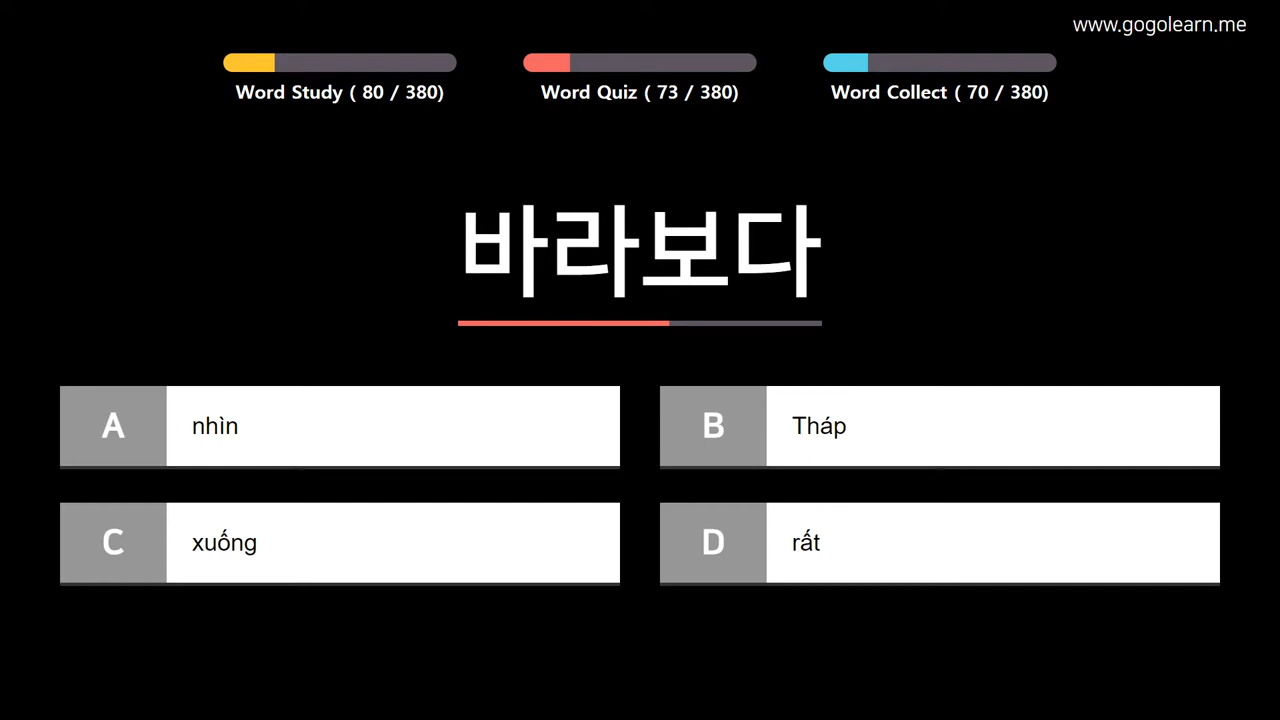 www.gogolearn.me
Word Study ( 80 / 380)
Word Quiz ( 73 / 380)
Word Collect ( 70 / 380)
바라보다
A nhìn
B Tháp
C xuống
D rất